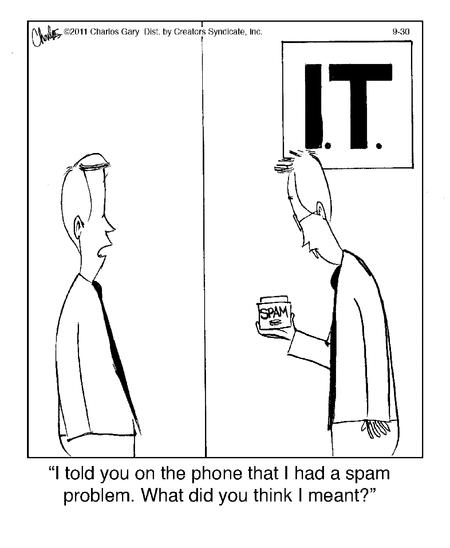 Charles ©2011 Charlos Gary Dist. by Creators Syndicate, Inc. 9-30
I.T.
SPAM
“I told you on the phone that I had a spam
problem. What did you think I meant?”